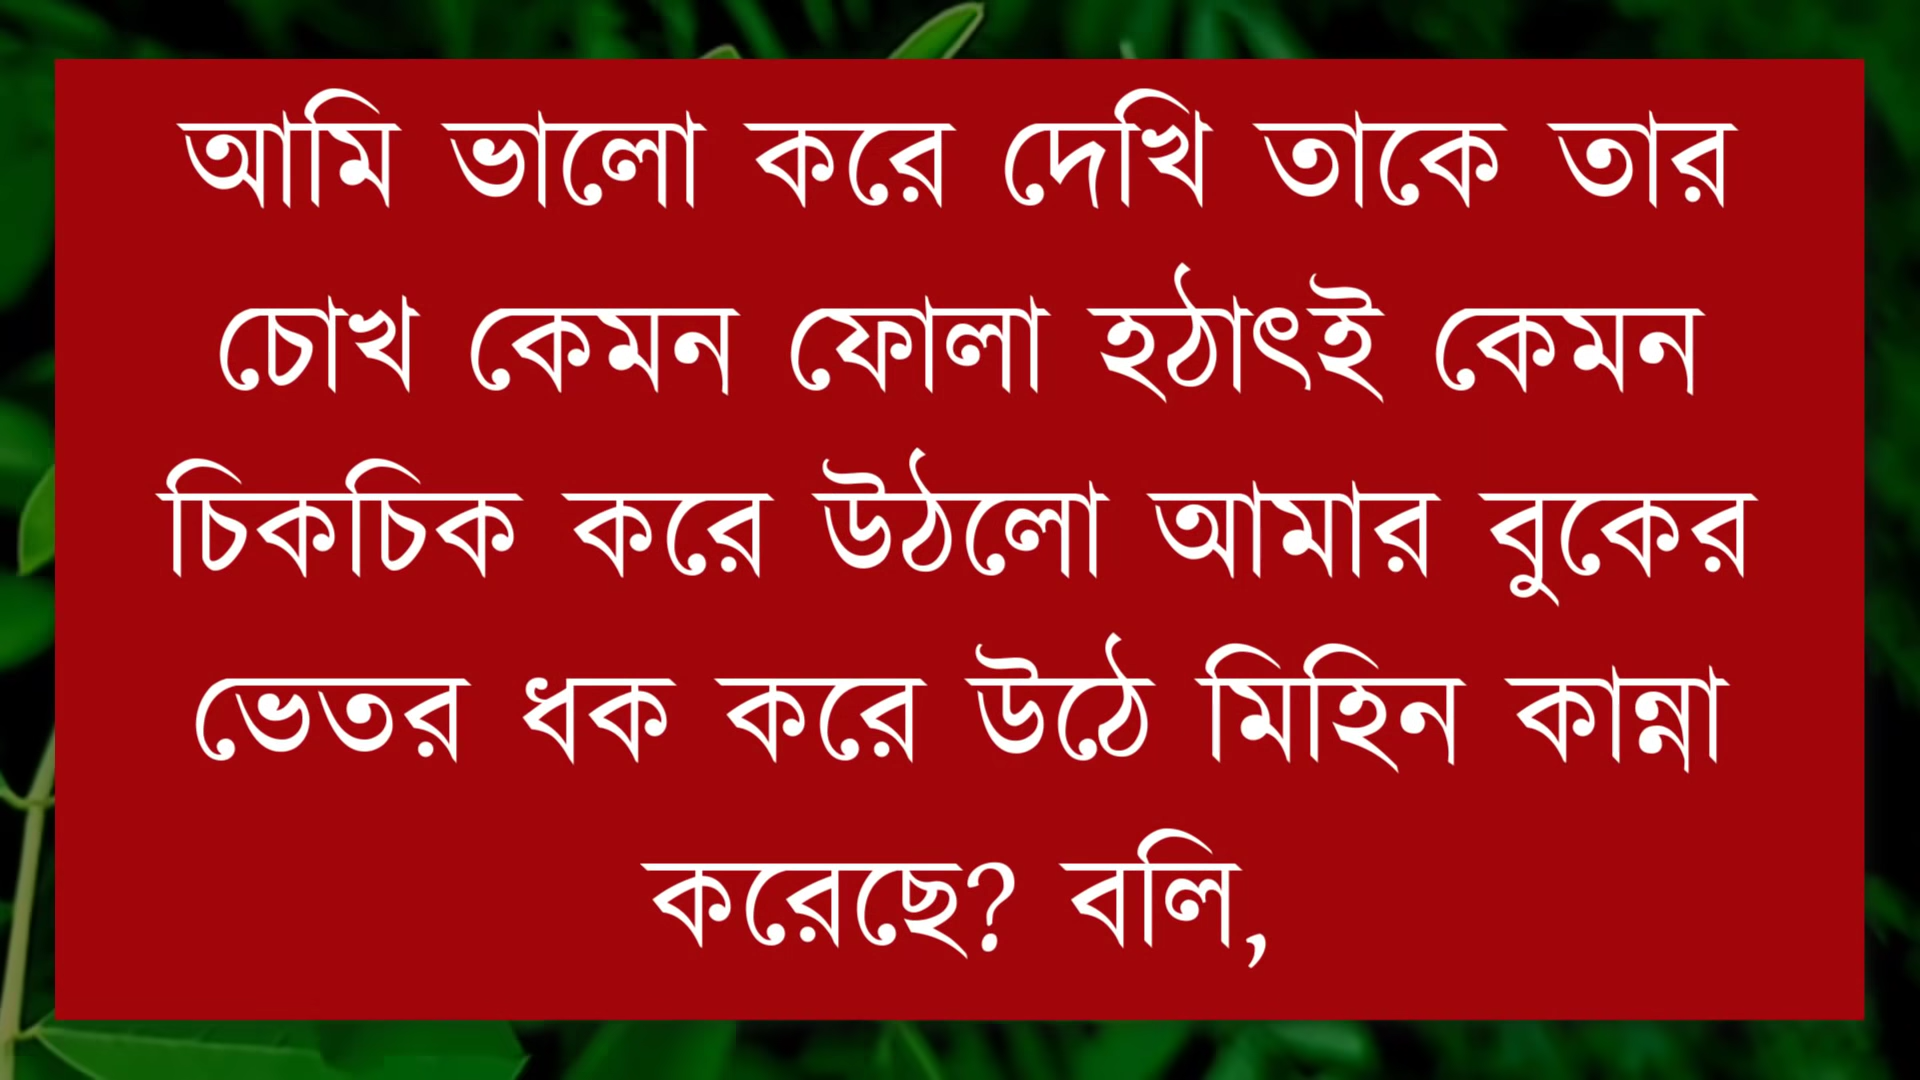 আমি ভালো করে দেখি তাকে তার
চোখ কেমন ফোলা হঠাৎই কেমন
চিকচিক করে উঠলো আমার বুকের
ভেতর ধক করে উঠে মিহিন কান্না
করেছে? বলি,